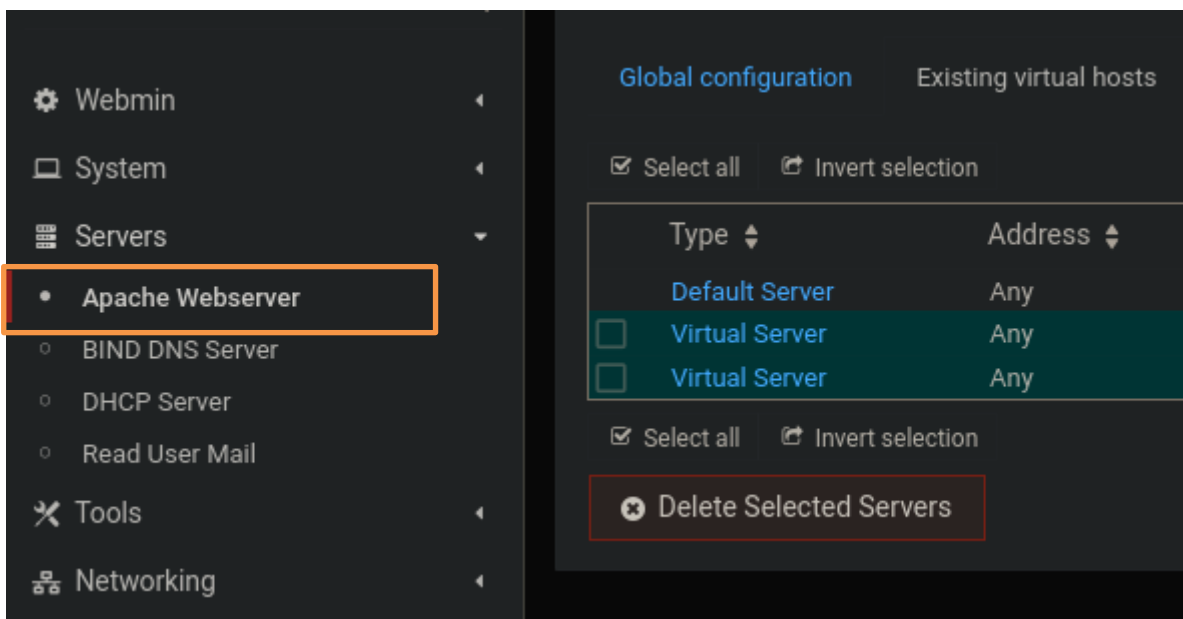 Webmin
System
Servers
Apache Webserver
BIND DNS Server
DHCP Server
Read User Mail
Tools
Networking
Global configuration Existing virtual hosts
Select all Invert selection
Type Address
Default Server Any
Virtual Server Any
Virtual Server Any
Select all Invert selection
Delete Selected Servers